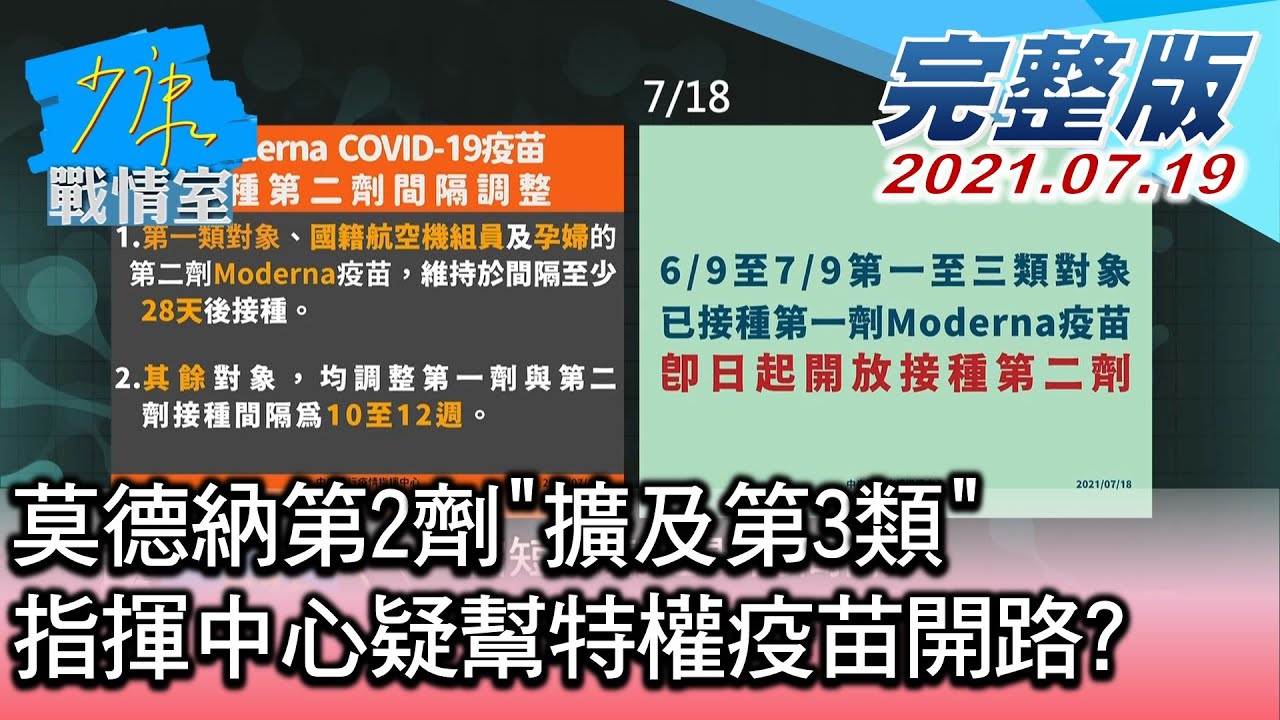 少康
戰情室
7/18
完整版
2021.07.19
derna COVID-19疫苗
種第二劑間隔調整
1.第一類對象、國籍航空機組員及孕婦的
第二劑Moderna疫苗，維持於間隔至少
28天後接種。
2.其餘對象，均調整第一劑與第二
劑接種間隔為10至12週。
6/9至7/9第一至三類對象
已接種第一劑Moderna疫苗
即日起開放接種第二劑
2021/07/18
莫德納第2劑"擴及第3類"
指揮中心疑幫特權疫苗開路?